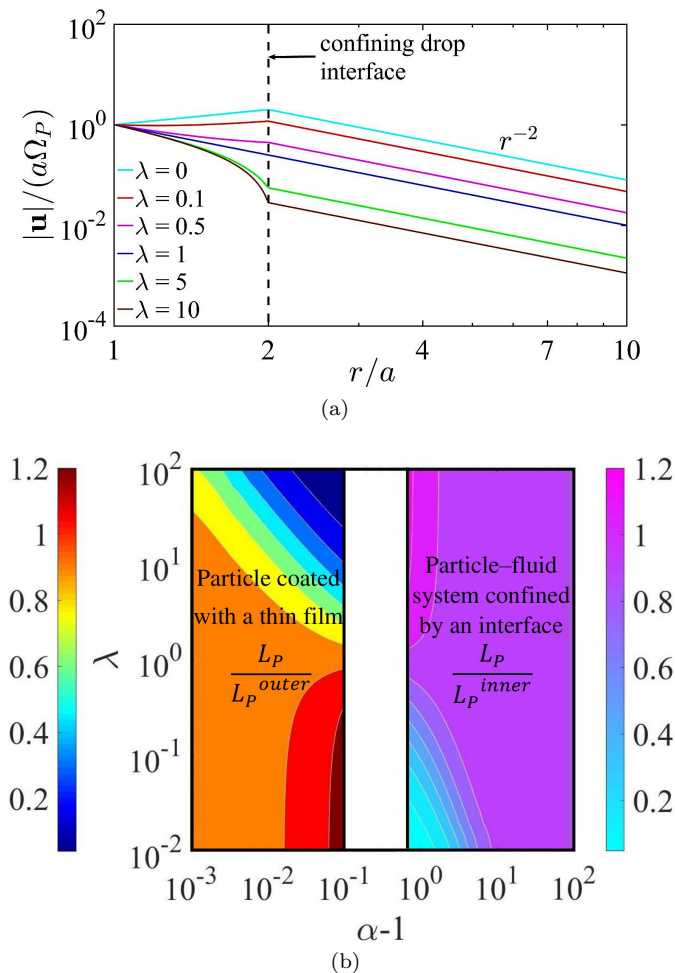 10^2
confining drop
interface
10^0
r^{-2}
|u|/(aΩ_P)
λ = 0
λ = 0.1
λ = 0.5
10^{-2}
λ = 1
λ = 5
λ = 10
10^{-4}
1 2 4 7 10
r/a
(a)
1.2 10^2 1.2
1 1
10^1
Particle coated
with a thin film
L_P
L_P^{outer}
Particle–fluid
system confined
by an interface
L_P
L_P^{inner}
0.8 0.8
λ
10^0
0.6 0.6
0.4 10^{-1} 0.4
0.2 0.2
10^{-2}
10^{-3} 10^{-2} 10^{-1} 10^0 10^1 10^2
α-1
(b)